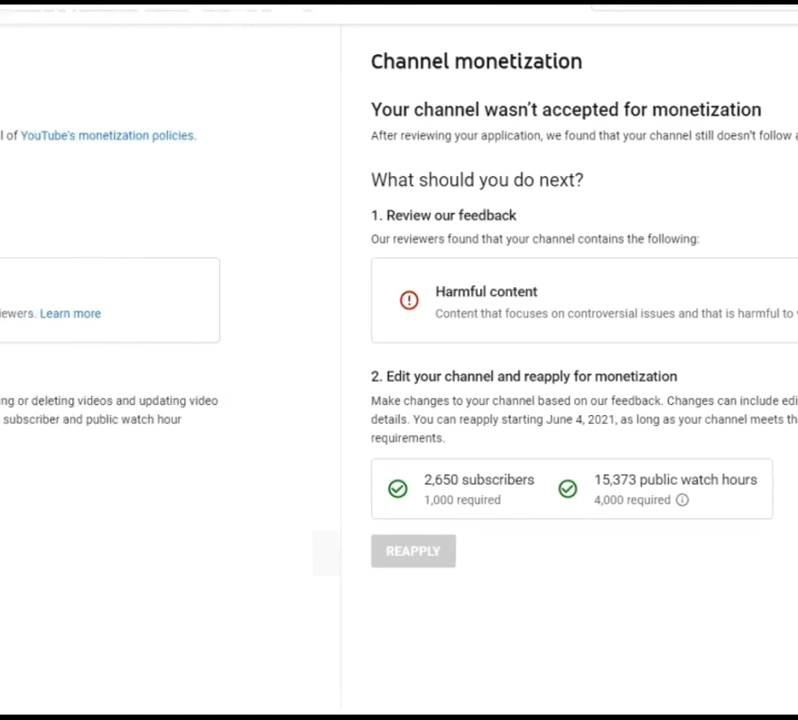 l of YouTube's monetization policies.
iewers. Learn more
ng or deleting videos and updating video
subscriber and public watch hour
Channel monetization
Your channel wasn't accepted for monetization
After reviewing your application, we found that your channel still doesn't follow a
What should you do next?
1. Review our feedback
Our reviewers found that your channel contains the following:
Harmful content
Content that focuses on controversial issues and that is harmful to
2. Edit your channel and reapply for monetization
Make changes to your channel based on our feedback. Changes can include edi
details. You can reapply starting June 4, 2021, as long as your channel meets th
requirements.
2,650 subscribers
1,000 required
15,373 public watch hours
4,000 required
REAPPLY